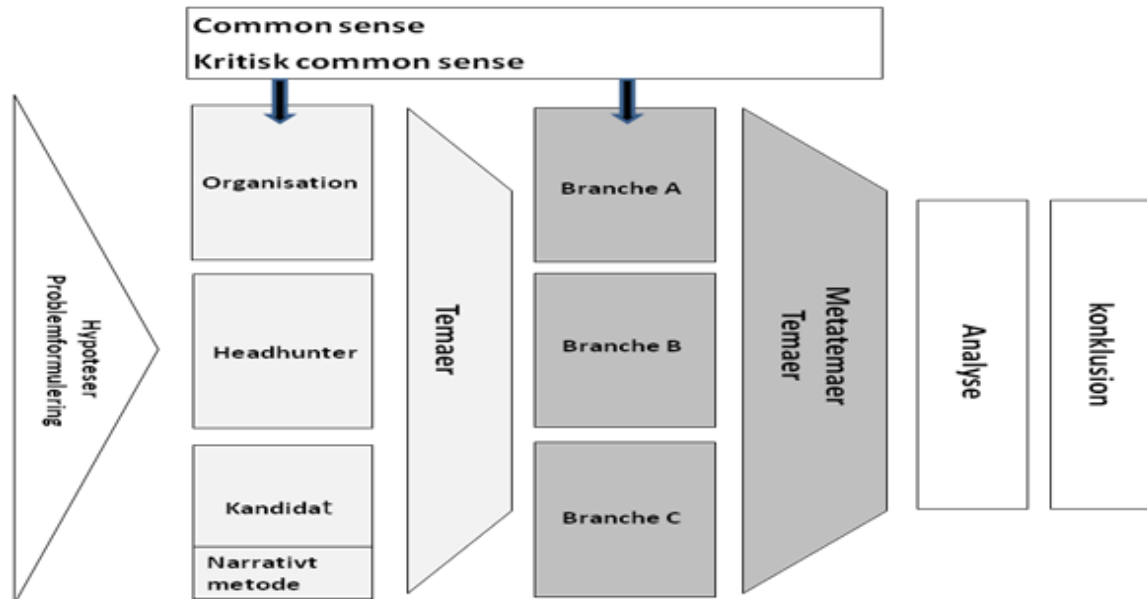 Common sense
Kritisk common sense
Hypoteser
Problemformulering
Organisation
Headhunter
Kandidat
Narrativt
metode
Temaer
Branche A
Branche B
Branche C
Metatemaer
Temaer
Analyse
konklusion